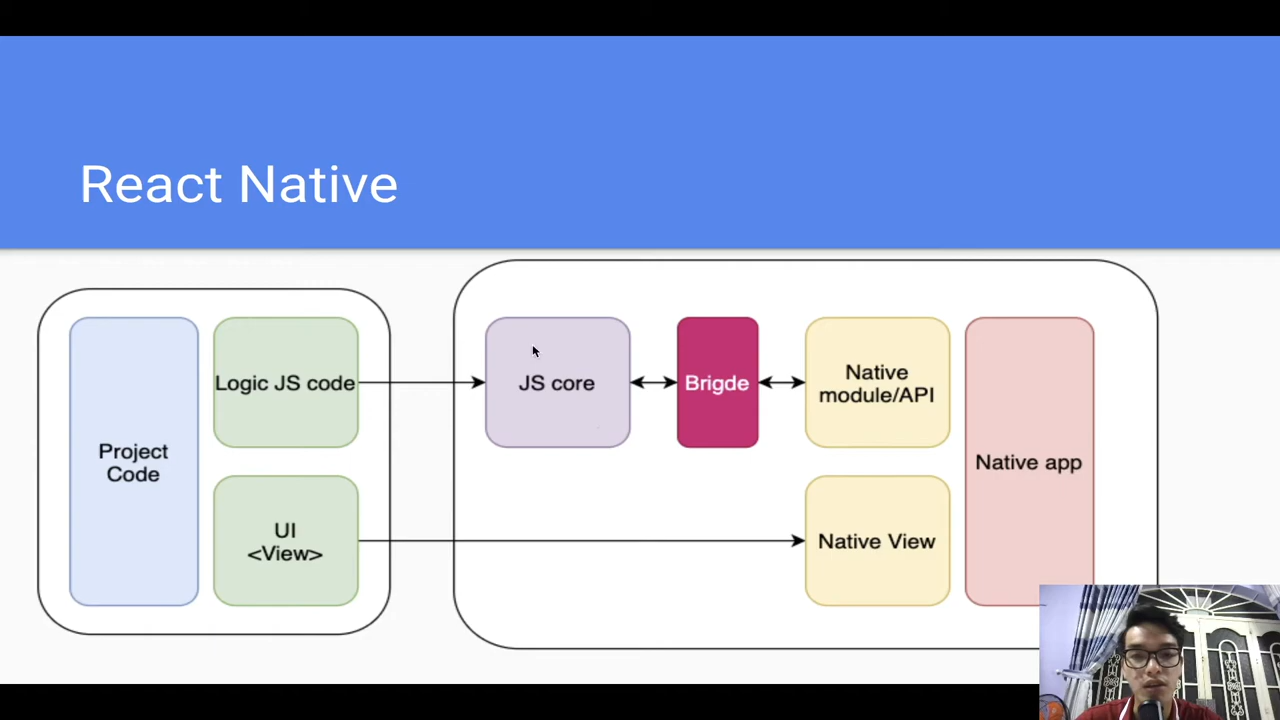 React Native
Project
Code
Logic JS code
UI
<View>
JS core
Brigde
Native
module/API
Native View
Native app